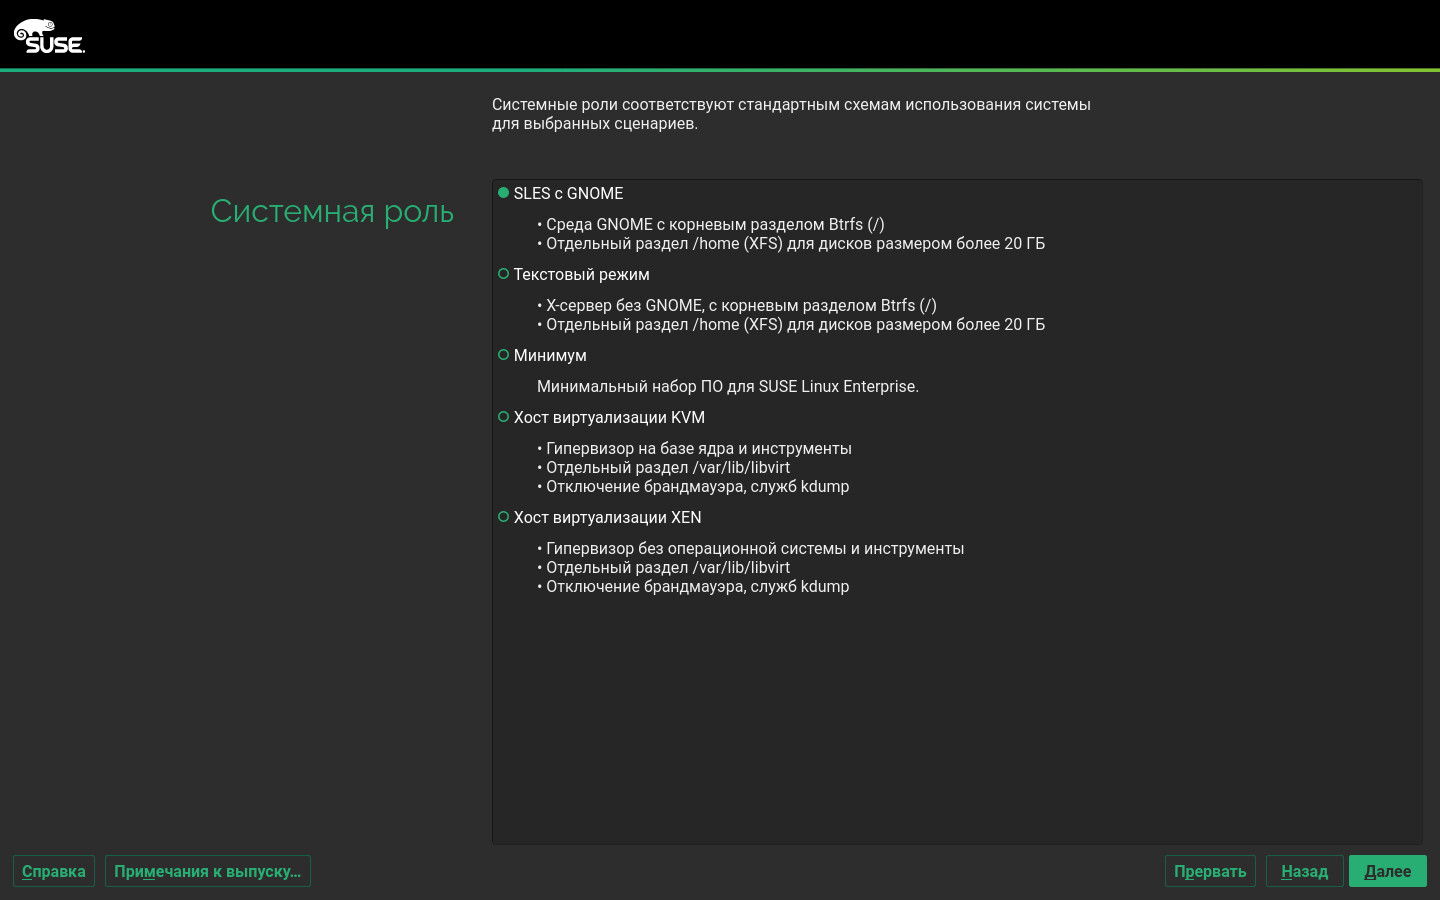 SUSE
Системные роли соответствуют стандартным схемам использования системы
для выбранных сценариев.
Системная роль
SLES с GNOME
• Среда GNOME с корневым разделом Btrfs (/)
• Отдельный раздел /home (XFS) для дисков размером более 20 ГБ
Текстовый режим
• X-сервер без GNOME, с корневым разделом Btrfs (/)
• Отдельный раздел /home (XFS) для дисков размером более 20 ГБ
Минимум
Минимальный набор ПО для SUSE Linux Enterprise.
Хост виртуализации KVM
• Гипервизор на базе ядра и инструменты
• Отдельный раздел /var/lib/libvirt
• Отключение брандмауэра, служб kdump
Хост виртуализации XEN
• Гипервизор без операционной системы и инструменты
• Отдельный раздел /var/lib/libvirt
• Отключение брандмауэра, служб kdump
Справка Примечания к выпуску... Прервать Назад Далее